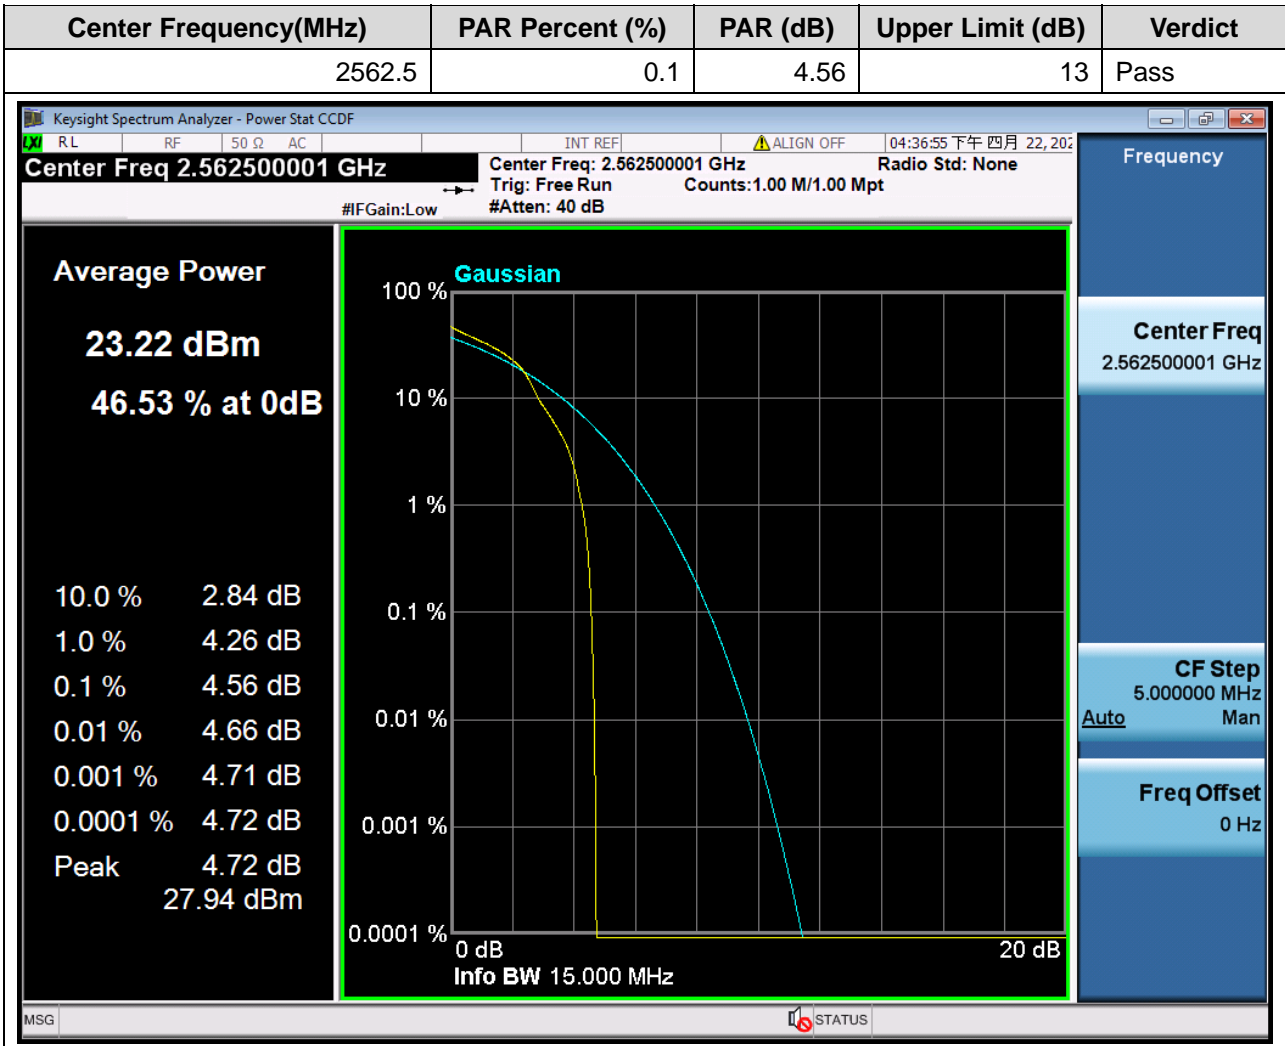 Center Frequency(MHz) PAR Percent (%) PAR (dB) Upper Limit (dB) Verdict
2562.5 0.1 4.56 13 Pass
Keysight Spectrum Analyzer - Power Stat CCDF
LXI RL RF 50 Ω AC INT REF ALIGN OFF 04:36:55 下午 四月 22, 202
Center Freq 2.562500001 GHz
Center Freq: 2.562500001 GHz Radio Std: None
Trig: Free Run Counts:1.00 M/1.00 Mpt
#IFGain:Low #Atten: 40 dB
Frequency
Average Power
23.22 dBm
46.53 % at 0dB
10.0 % 2.84 dB
1.0 % 4.26 dB
0.1 % 4.56 dB
0.01 % 4.66 dB
0.001 % 4.71 dB
0.0001 % 4.72 dB
Peak 4.72 dB
27.94 dBm
Gaussian
100 %
10 %
1 %
0.1 %
0.01 %
0.001 %
0.0001 %
0 dB 20 dB
Info BW 15.000 MHz
Center Freq
2.562500001 GHz
CF Step
5.000000 MHz
Auto Man
Freq Offset
0 Hz
MSG STATUS